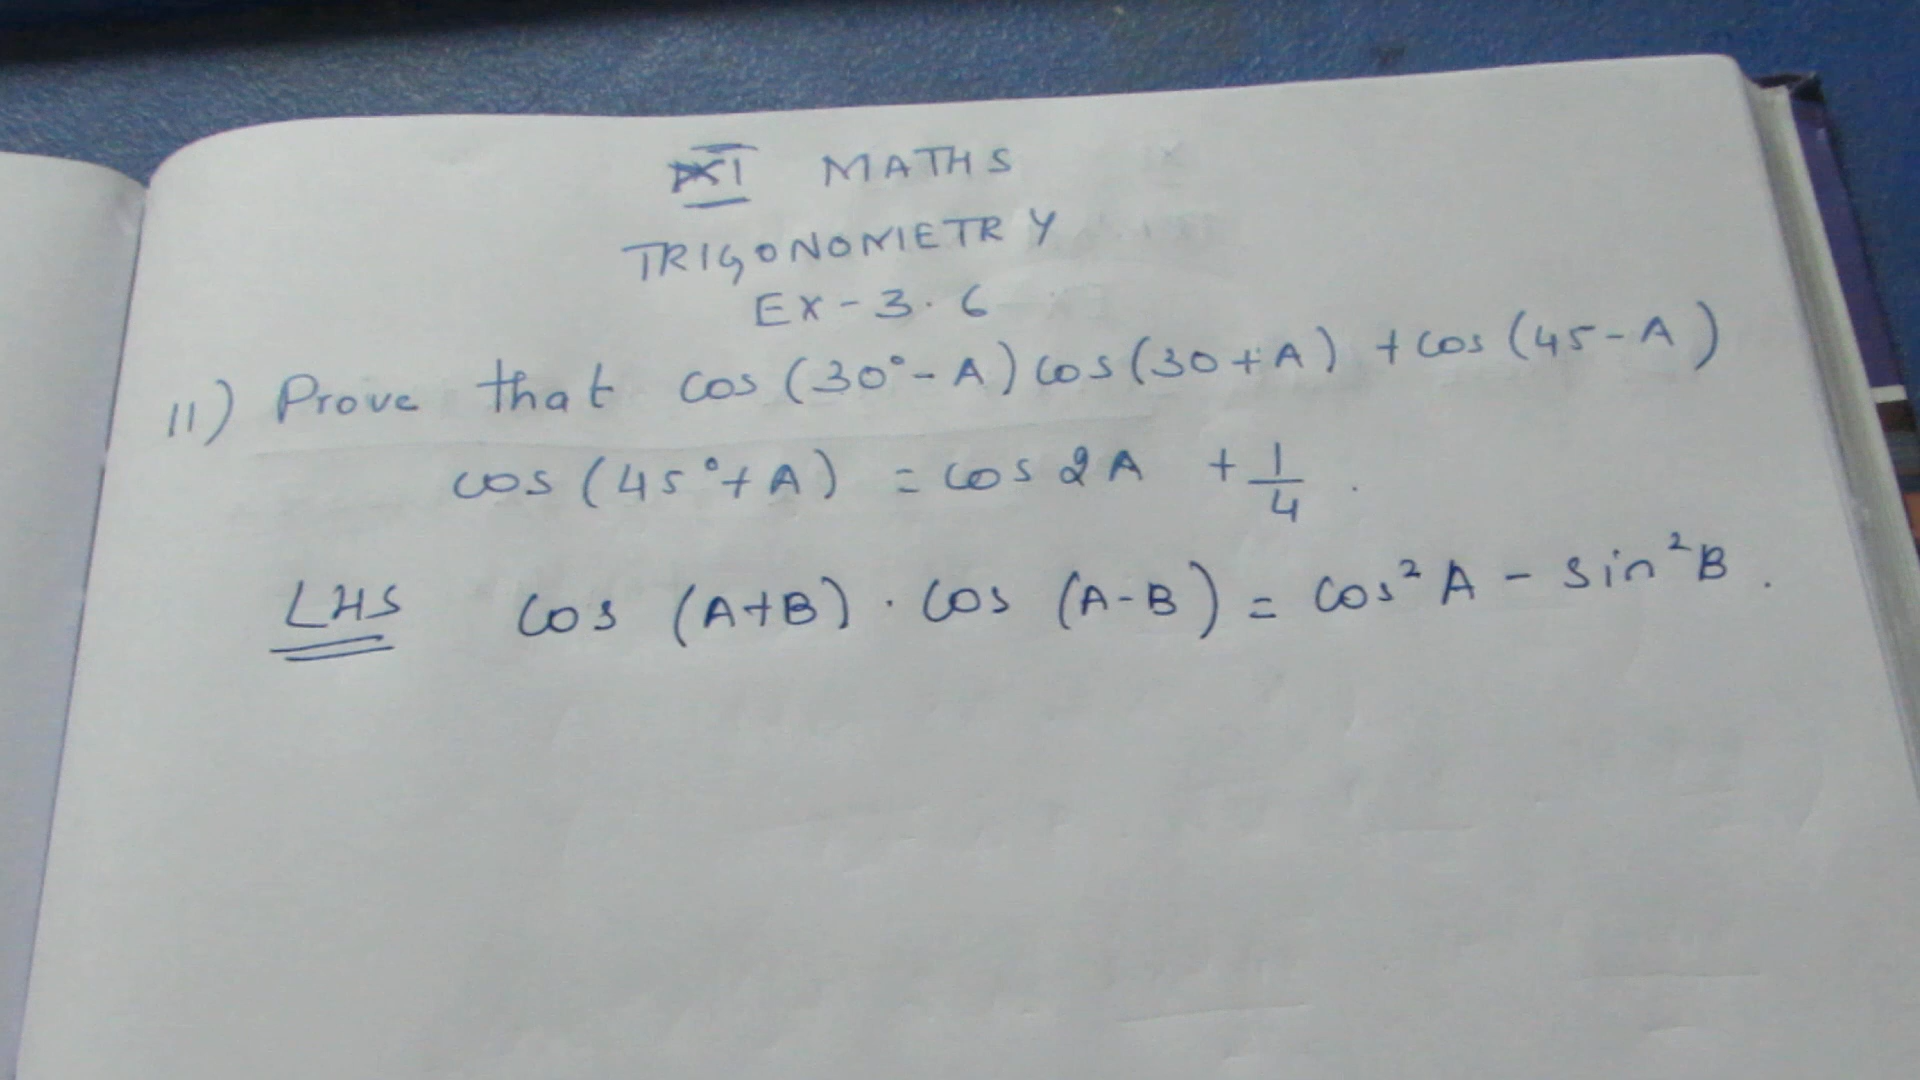 XI MATHS
TRIGONOMETRY
EX - 3.6
11) Prove that cos (30° - A) cos (30 + A) + cos (45 - A)
cos (45° + A) = cos 2A + 1/4 .
LHS cos (A+B) . cos (A-B) = cos² A - sin² B .